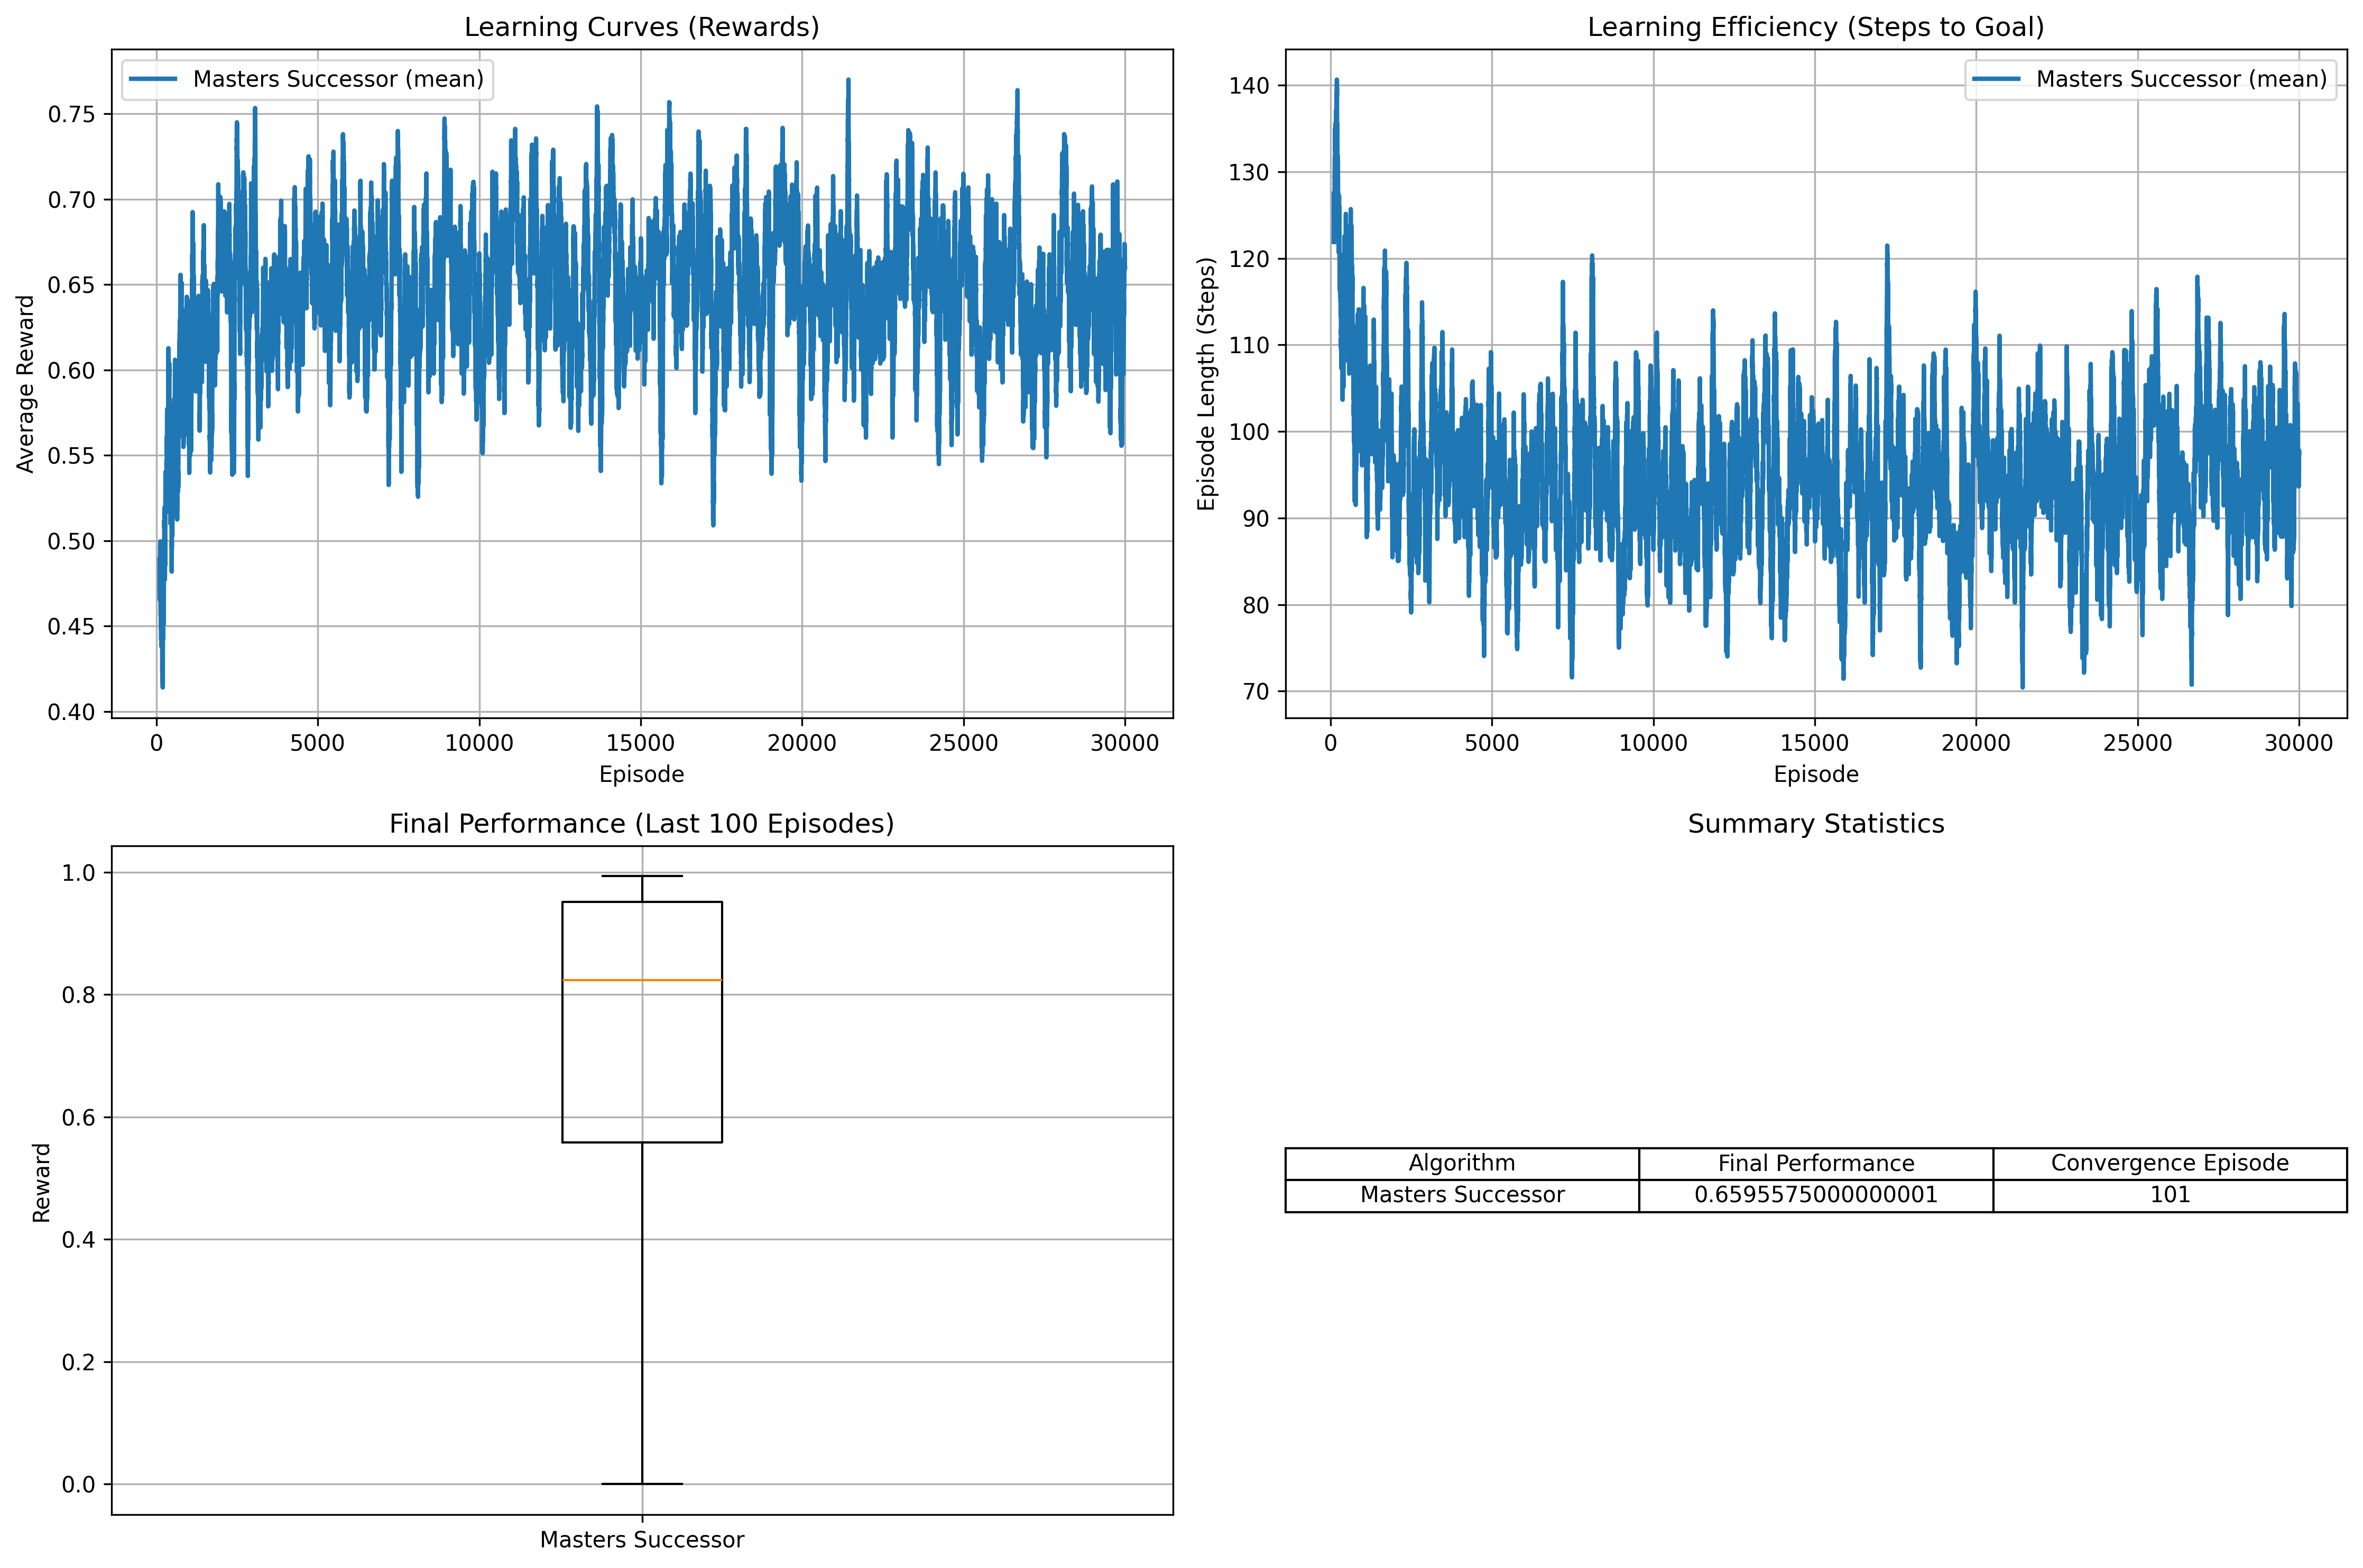 Learning Curves (Rewards)
Masters Successor (mean)
Average Reward
0.75
0.70
0.65
0.60
0.55
0.50
0.45
0.40
0 5000 10000 15000 20000 25000 30000
Episode
Learning Efficiency (Steps to Goal)
Masters Successor (mean)
Episode Length (Steps)
140
130
120
110
100
90
80
70
0 5000 10000 15000 20000 25000 30000
Episode
Final Performance (Last 100 Episodes)
Reward
1.0
0.8
0.6
0.4
0.2
0.0
Masters Successor
Summary Statistics
Algorithm Final Performance Convergence Episode
Masters Successor 0.6595575000000001 101